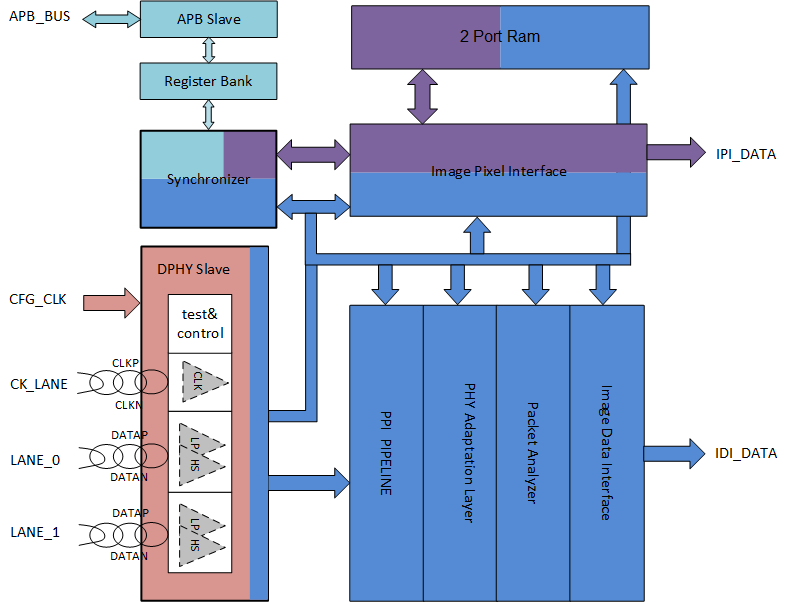 APB_BUS
APB Slave
2 Port Ram
Register Bank
Synchronizer
Image Pixel Interface
IPI_DATA
DPHY Slave
CFG_CLK
test&
control
CLKP
CK_LANE
CLK
CLKN
DATAP
LANE_0
LP/HS
DATAN
DATAP
LANE_1
LP/HS
DATAN
PPI PIPELINE
PHY Adaptation Layer
Packet Analyzer
Image Data Interface
IDI_DATA